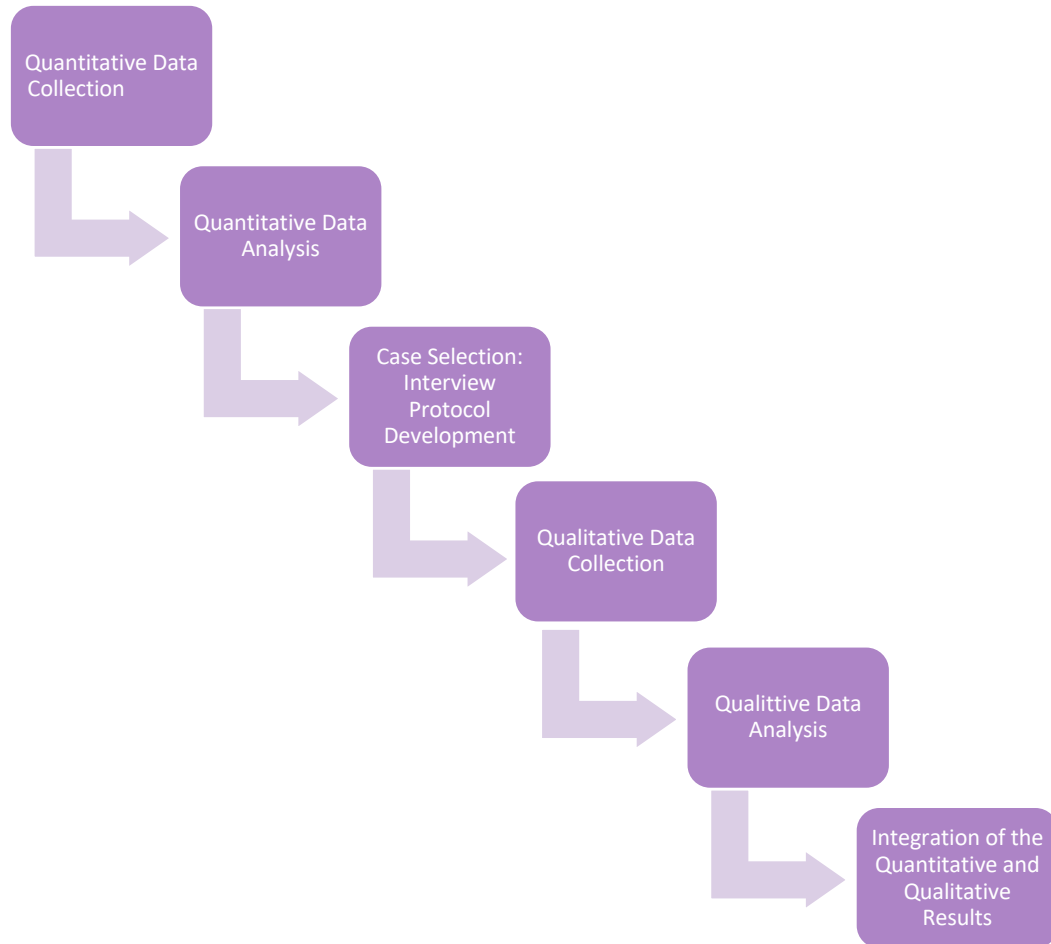 Quantitative Data
Collection
Quantitative Data
Analysis
Case Selection:
Interview
Protocol
Development
Qualitative Data
Collection
Qualittive Data
Analysis
Integration of the
Quantitative and
Qualitative
Results